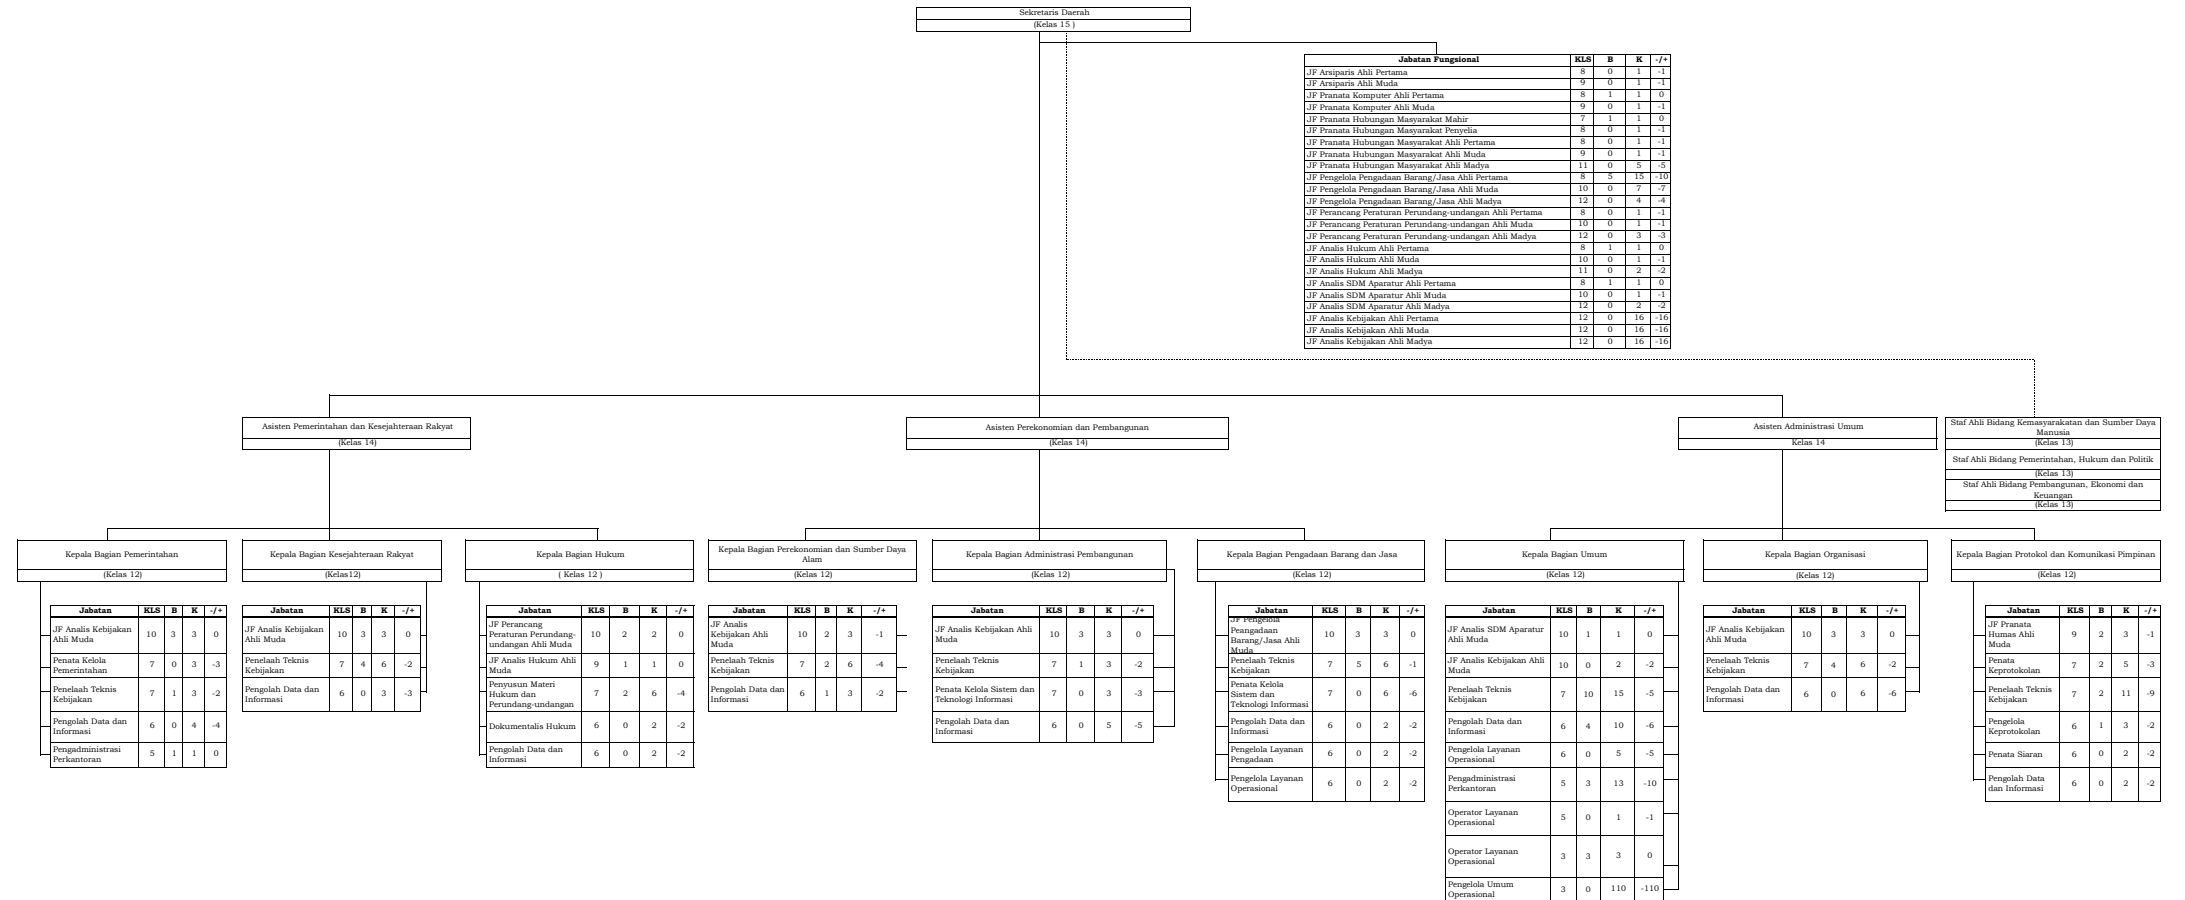 Sekretaris Daerah
(Kelas 15 )
Jabatan Fungsional KLS B K -/+
JF Arsiparis Ahli Pertama 8 0 1 -1
JF Arsiparis Ahli Muda 9 0 1 -1
JF Pranata Komputer Ahli Pertama 8 1 1 0
JF Pranata Komputer Ahli Muda 9 0 1 -1
JF Pranata Hubungan Masyarakat Mahir 7 1 1 0
JF Pranata Hubungan Masyarakat Penyelia 8 0 1 -1
JF Pranata Hubungan Masyarakat Ahli Pertama 8 0 1 -1
JF Pranata Hubungan Masyarakat Ahli Muda 9 0 1 -1
JF Pranata Hubungan Masyarakat Ahli Madya 11 0 5 -5
JF Pengelola Pengadaan Barang/Jasa Ahli Pertama 8 5 15 -10
JF Pengelola Pengadaan Barang/Jasa Ahli Muda 10 0 7 -7
JF Pengelola Pengadaan Barang/Jasa Ahli Madya 12 0 4 -4
JF Perancang Peraturan Perundang-undangan Ahli Pertama 8 0 1 -1
JF Perancang Peraturan Perundang-undangan Ahli Muda 10 0 1 -1
JF Perancang Peraturan Perundang-undangan Ahli Madya 12 0 3 -3
JF Analis Hukum Ahli Pertama 8 1 1 0
JF Analis Hukum Ahli Muda 10 0 1 -1
JF Analis Hukum Ahli Madya 11 0 2 -2
JF Analis SDM Aparatur Ahli Pertama 8 1 1 0
JF Analis SDM Aparatur Ahli Muda 10 0 1 -1
JF Analis SDM Aparatur Ahli Madya 12 0 2 -2
JF Analis Kebijakan Ahli Pertama 12 0 16 -16
JF Analis Kebijakan Ahli Muda 12 0 16 -16
JF Analis Kebijakan Ahli Madya 12 0 16 -16
Asisten Pemerintahan dan Kesejahteraan Rakyat
(Kelas 14)
Asisten Perekonomian dan Pembangunan
(Kelas 14)
Asisten Administrasi Umum
Kelas 14
Staf Ahli Bidang Kemasyarakatan dan Sumber Daya
Manusia
(Kelas 13)
Staf Ahli Bidang Pemerintahan, Hukum dan Politik
(Kelas 13)
Staf Ahli Bidang Pembangunan, Ekonomi dan
Keuangan
(Kelas 13)
Kepala Bagian Pemerintahan
(Kelas 12)
Jabatan KLS B K -/+
JF Analis Kebijakan
Ahli Muda 10 3 3 0
Penata Kelola
Pemerintahan 7 0 3 -3
Penelaah Teknis
Kebijakan 7 1 3 -2
Pengolah Data dan
Informasi 6 0 4 -4
Pengadministrasi
Perkantoran 5 1 1 0
Kepala Bagian Kesejahteraan Rakyat
(Kelas12)
Jabatan KLS B K -/+
JF Analis Kebijakan
Ahli Muda 10 3 3 0
Penelaah Teknis
Kebijakan 7 4 6 -2
Pengolah Data dan
Informasi 6 0 3 -3
Kepala Bagian Hukum
( Kelas 12 )
Jabatan KLS B K -/+
JF Perancang
Peraturan Perundang-
undangan Ahli Muda 10 2 2 0
JF Analis Hukum Ahli
Muda 9 1 1 0
Penyusun Materi
Hukum dan
Perundang-undangan 7 2 6 -4
Dokumentalis Hukum 6 0 2 -2
Pengolah Data dan
Informasi 6 0 2 -2
Kepala Bagian Perekonomian dan Sumber Daya
Alam
(Kelas 12)
Jabatan KLS B K -/+
JF Analis
Kebijakan Ahli
Muda 10 2 3 -1
Penelaah Teknis
Kebijakan 7 2 6 -4
Pengolah Data dan
Informasi 6 1 3 -2
Kepala Bagian Administrasi Pembangunan
(Kelas 12)
Jabatan KLS B K -/+
JF Analis Kebijakan Ahli
Muda 10 3 3 0
Penelaah Teknis
Kebijakan 7 1 3 -2
Penata Kelola Sistem dan
Teknologi Informasi 7 0 3 -3
Pengolah Data dan
Informasi 6 0 5 -5
Kepala Bagian Pengadaan Barang dan Jasa
(Kelas 12)
Jabatan KLS B K -/+
JF Pengelola
Peangadaan
Barang/Jasa Ahli
Muda 10 3 3 0
Penelaah Teknis
Kebijakan 7 5 6 -1
Penata Kelola
Sistem dan
Teknologi Informasi 7 0 6 -6
Pengolah Data dan
Informasi 6 0 2 -2
Pengelola Layanan
Pengadaan 6 0 2 -2
Pengelola Layanan
Operasional 6 0 2 -2
Kepala Bagian Umum
(Kelas 12)
Jabatan KLS B K -/+
JF Analis SDM Aparatur
Ahli Muda 10 1 1 0
JF Analis Kebijakan Ahli
Muda 10 0 2 -2
Penelaah Teknis
Kebijakan 7 10 15 -5
Pengolah Data dan
Informasi 6 4 10 -6
Pengelola Layanan
Operasional 6 0 5 -5
Pengadministrasi
Perkantoran 5 3 13 -10
Operator Layanan
Operasional 5 0 1 -1
Operator Layanan
Operasional 3 3 3 0
Pengelola Umum
Operasional 3 0 110 -110
Kepala Bagian Organisasi
(Kelas 12)
Jabatan KLS B K -/+
JF Analis Kebijakan
Ahli Muda 10 3 3 0
Penelaah Teknis
Kebijakan 7 4 6 -2
Pengolah Data dan
Informasi 6 0 6 -6
Kepala Bagian Protokol dan Komunikasi Pimpinan
(Kelas 12)
Jabatan KLS B K -/+
JF Pranata
Humas Ahli
Muda 9 2 3 -1
Penata
Keprotokolan 7 2 5 -3
Penelaah Teknis
Kebijakan 7 2 11 -9
Pengelola
Keprotokolan 6 1 3 -2
Penata Siaran 6 0 2 -2
Pengolah Data
dan Informasi 6 0 2 -2